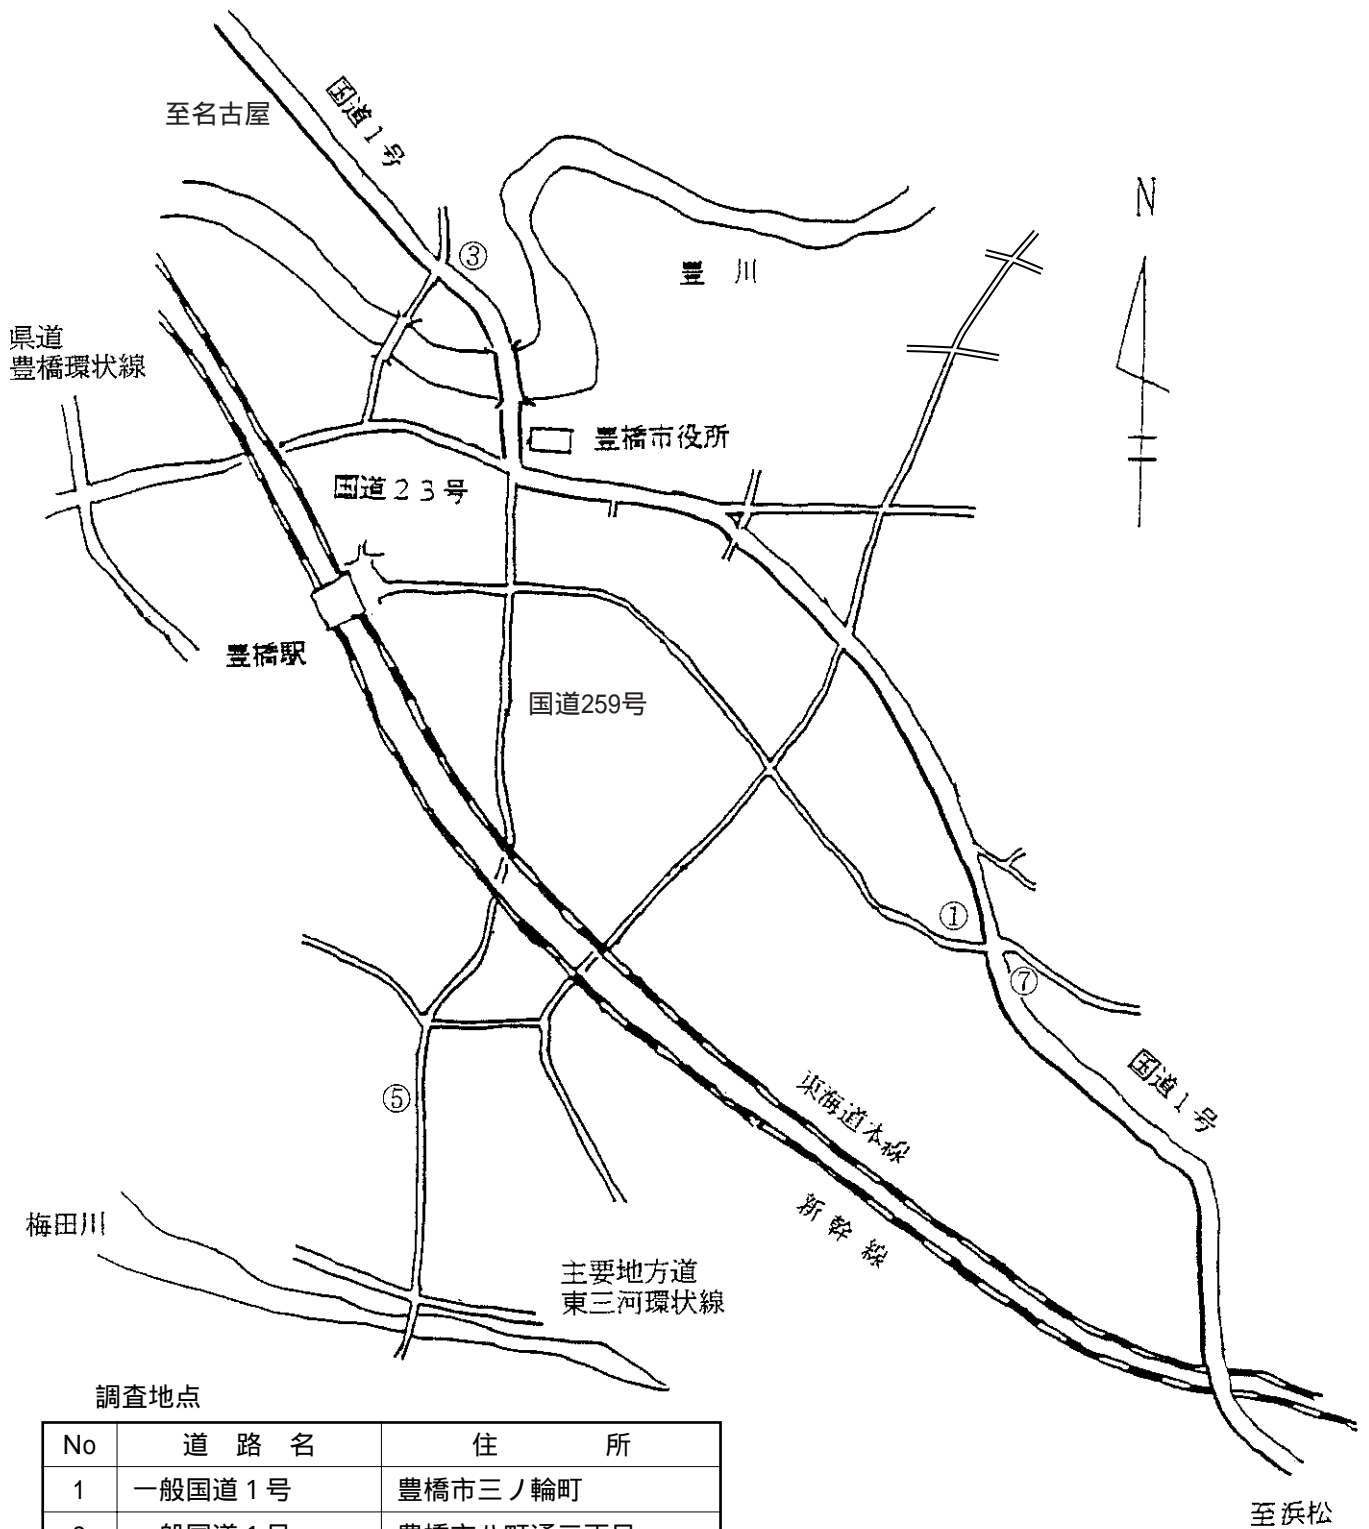 至名古屋
国道1号
N
③
豊 川
県道
豊橋環状線
豊橋市役所
国道23号
豊橋駅
国道259号
①
⑦
国道1号
⑤
東海道本線
新幹線
梅田川
主要地方道
東三河環状線
調査地点
No 道 路 名 住 所
1 一般国道1号 豊橋市三ノ輪町
至浜松